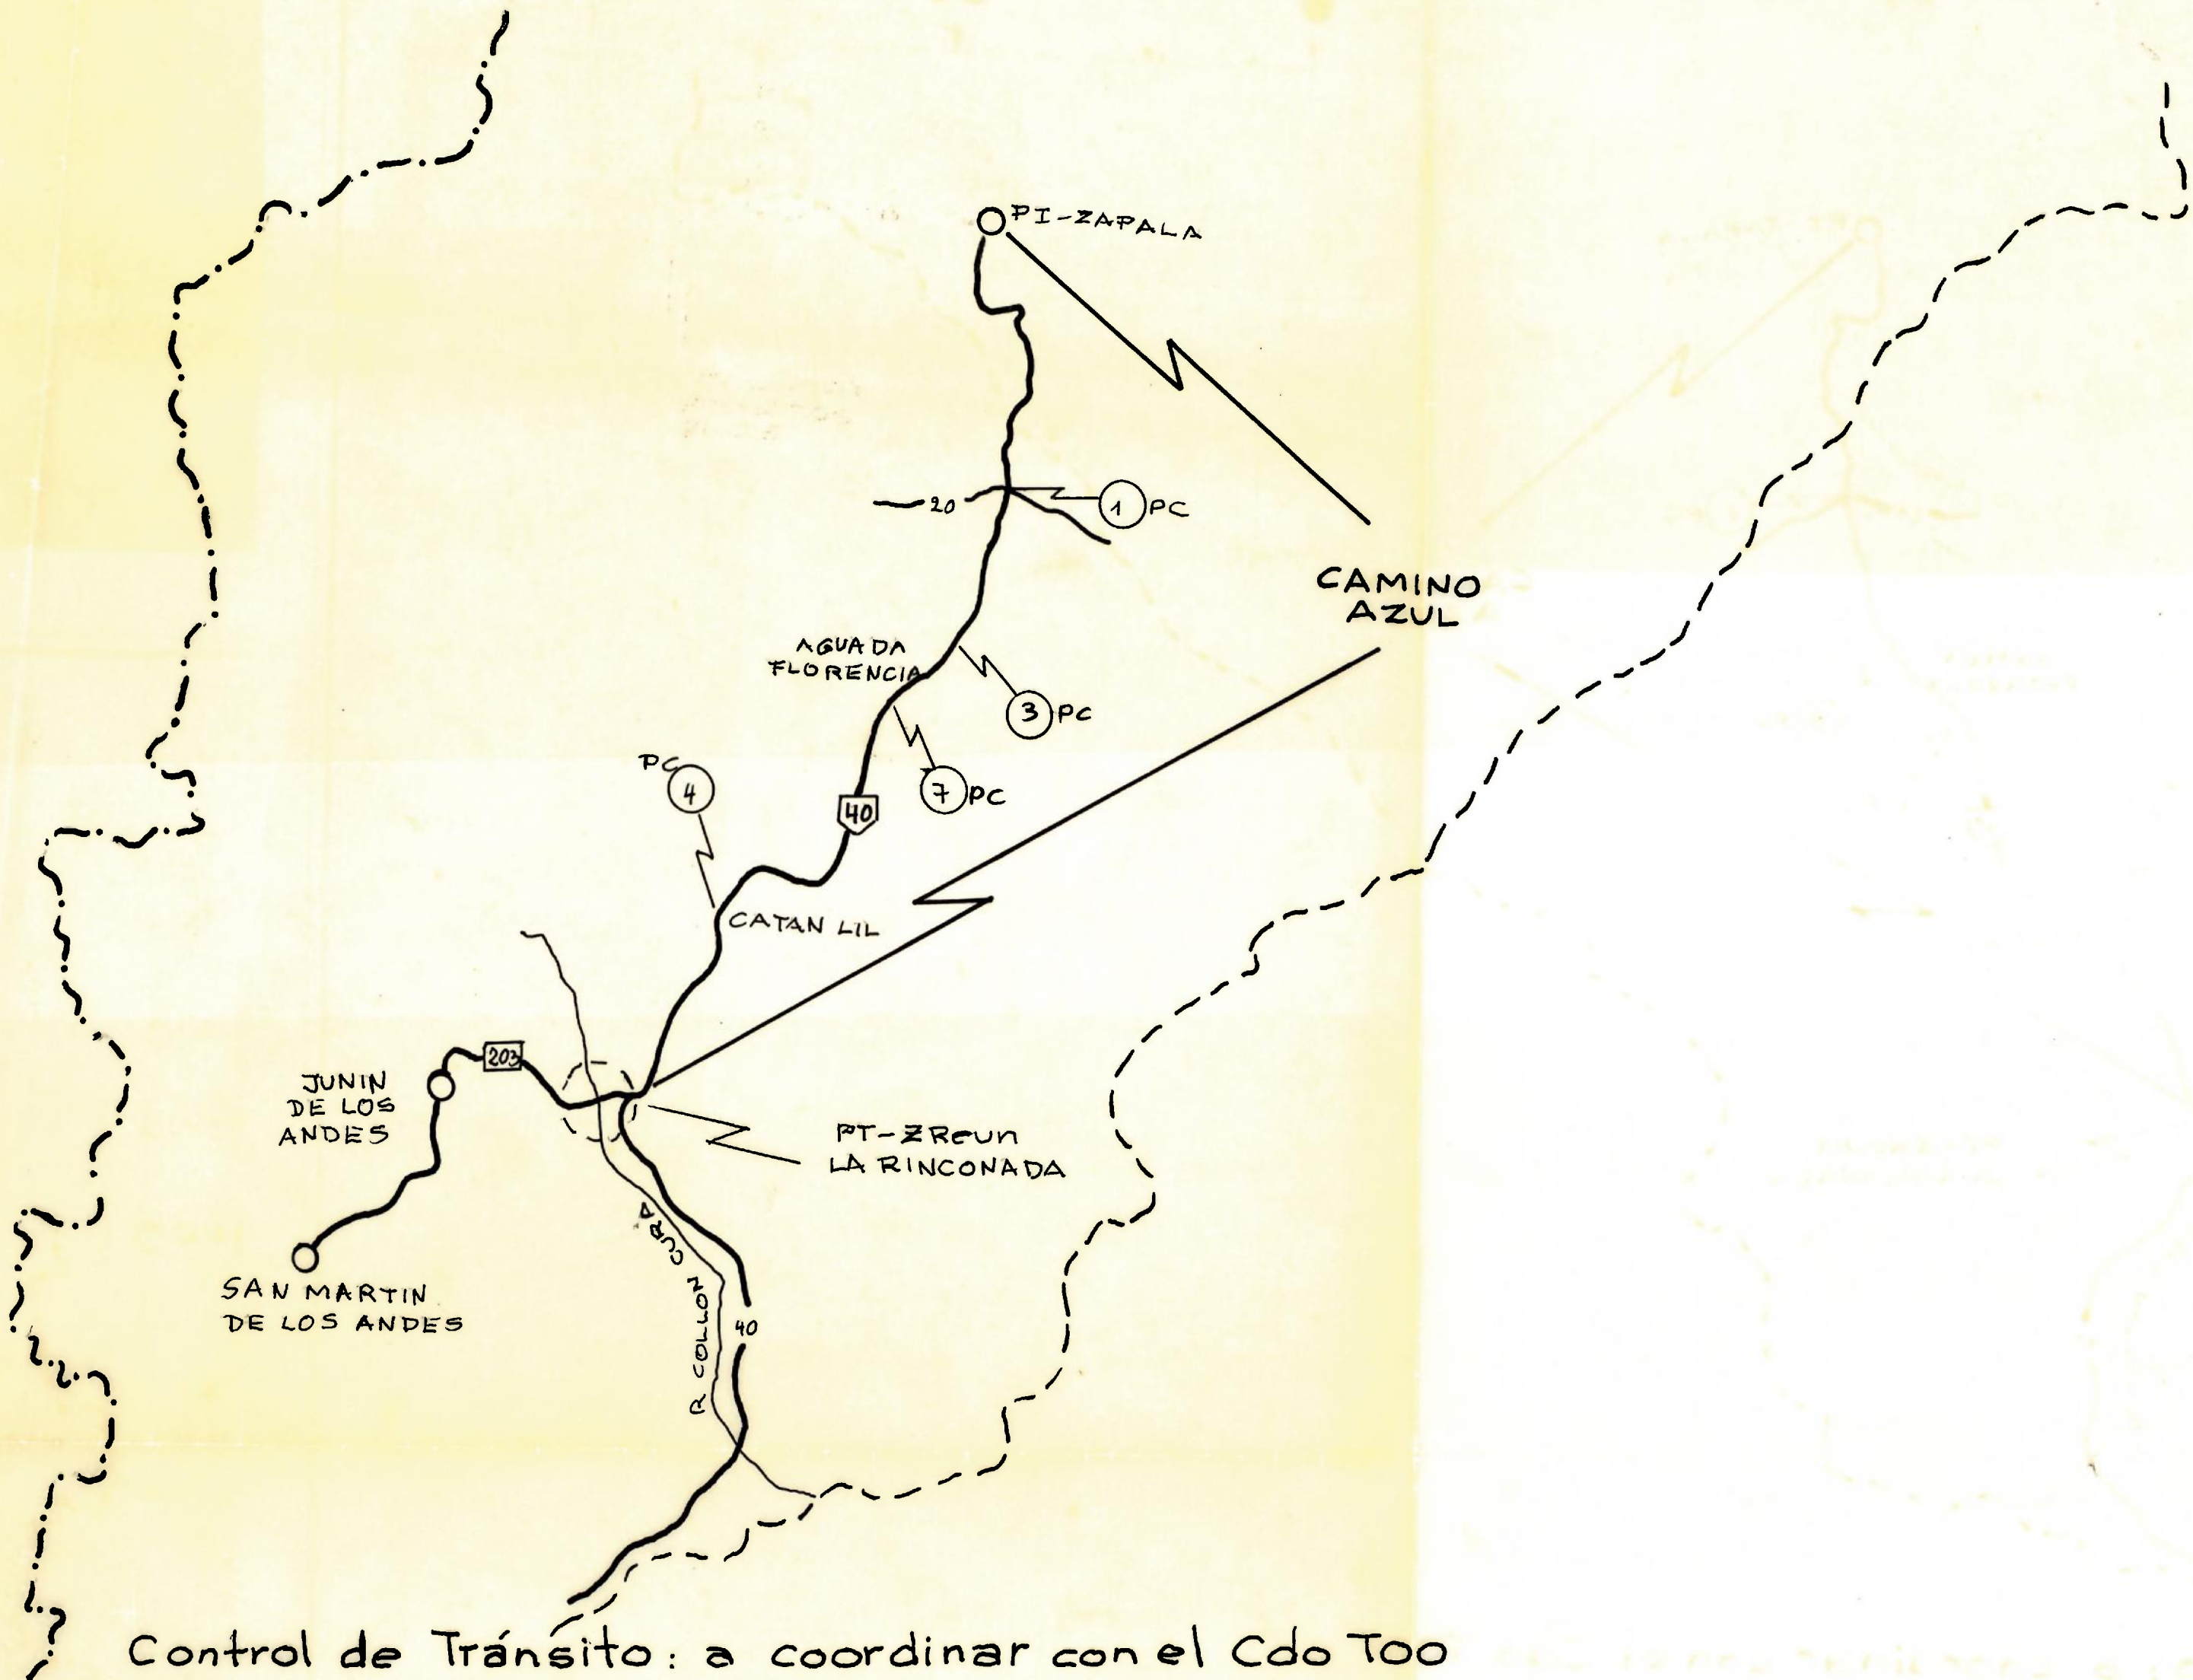 PI-ZAPALA
20
1 PC
CAMINO
AZUL
AGUADA
FLORENCIA
3 PC
PC
4
7 PC
40
CATAN LIL
203
JUNIN
DE LOS
ANDES
PT-ZReun
LA RINCONADA
R COLLON CURA
SAN MARTIN
DE LOS ANDES
40
Control de Tránsito: a coordinar con el Cdo TOO